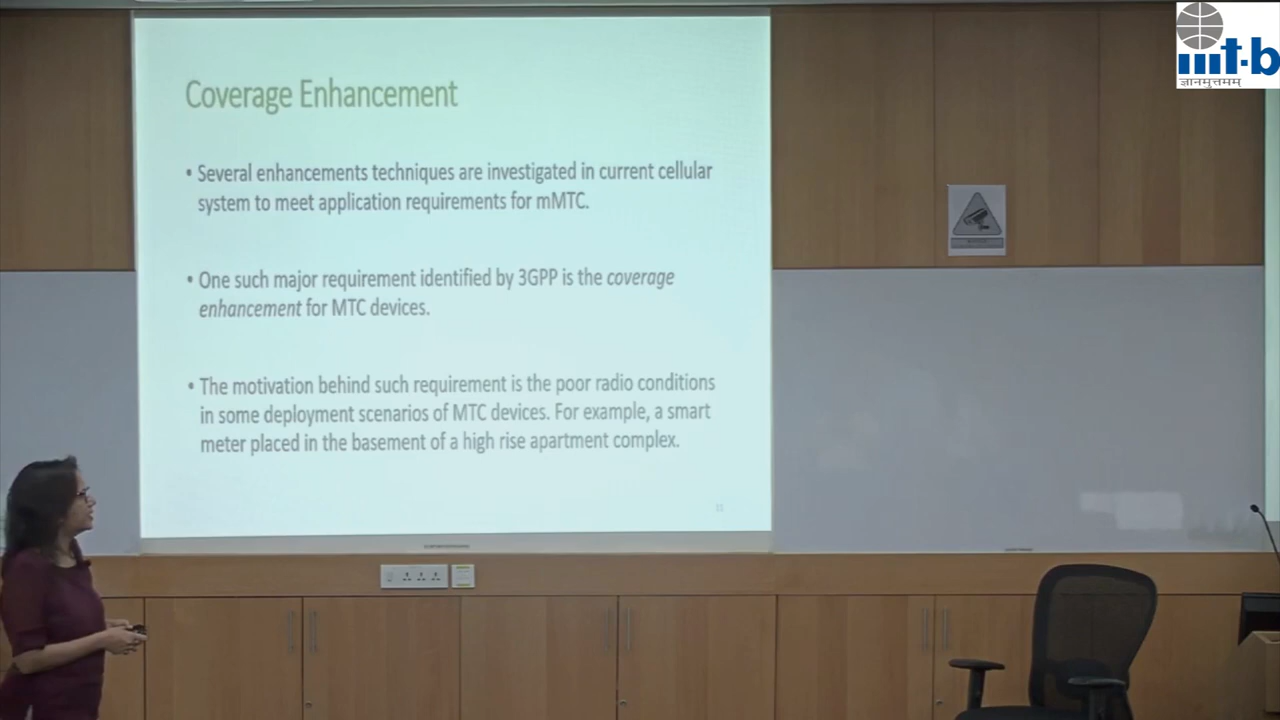 iiit-b
ज्ञानमुत्तमम्
Coverage Enhancement
• Several enhancements techniques are investigated in current cellular
system to meet application requirements for mMTC.
• One such major requirement identified by 3GPP is the coverage
enhancement for MTC devices.
• The motivation behind such requirement is the poor radio conditions
in some deployment scenarios of MTC devices. For example, a smart
meter placed in the basement of a high rise apartment complex.